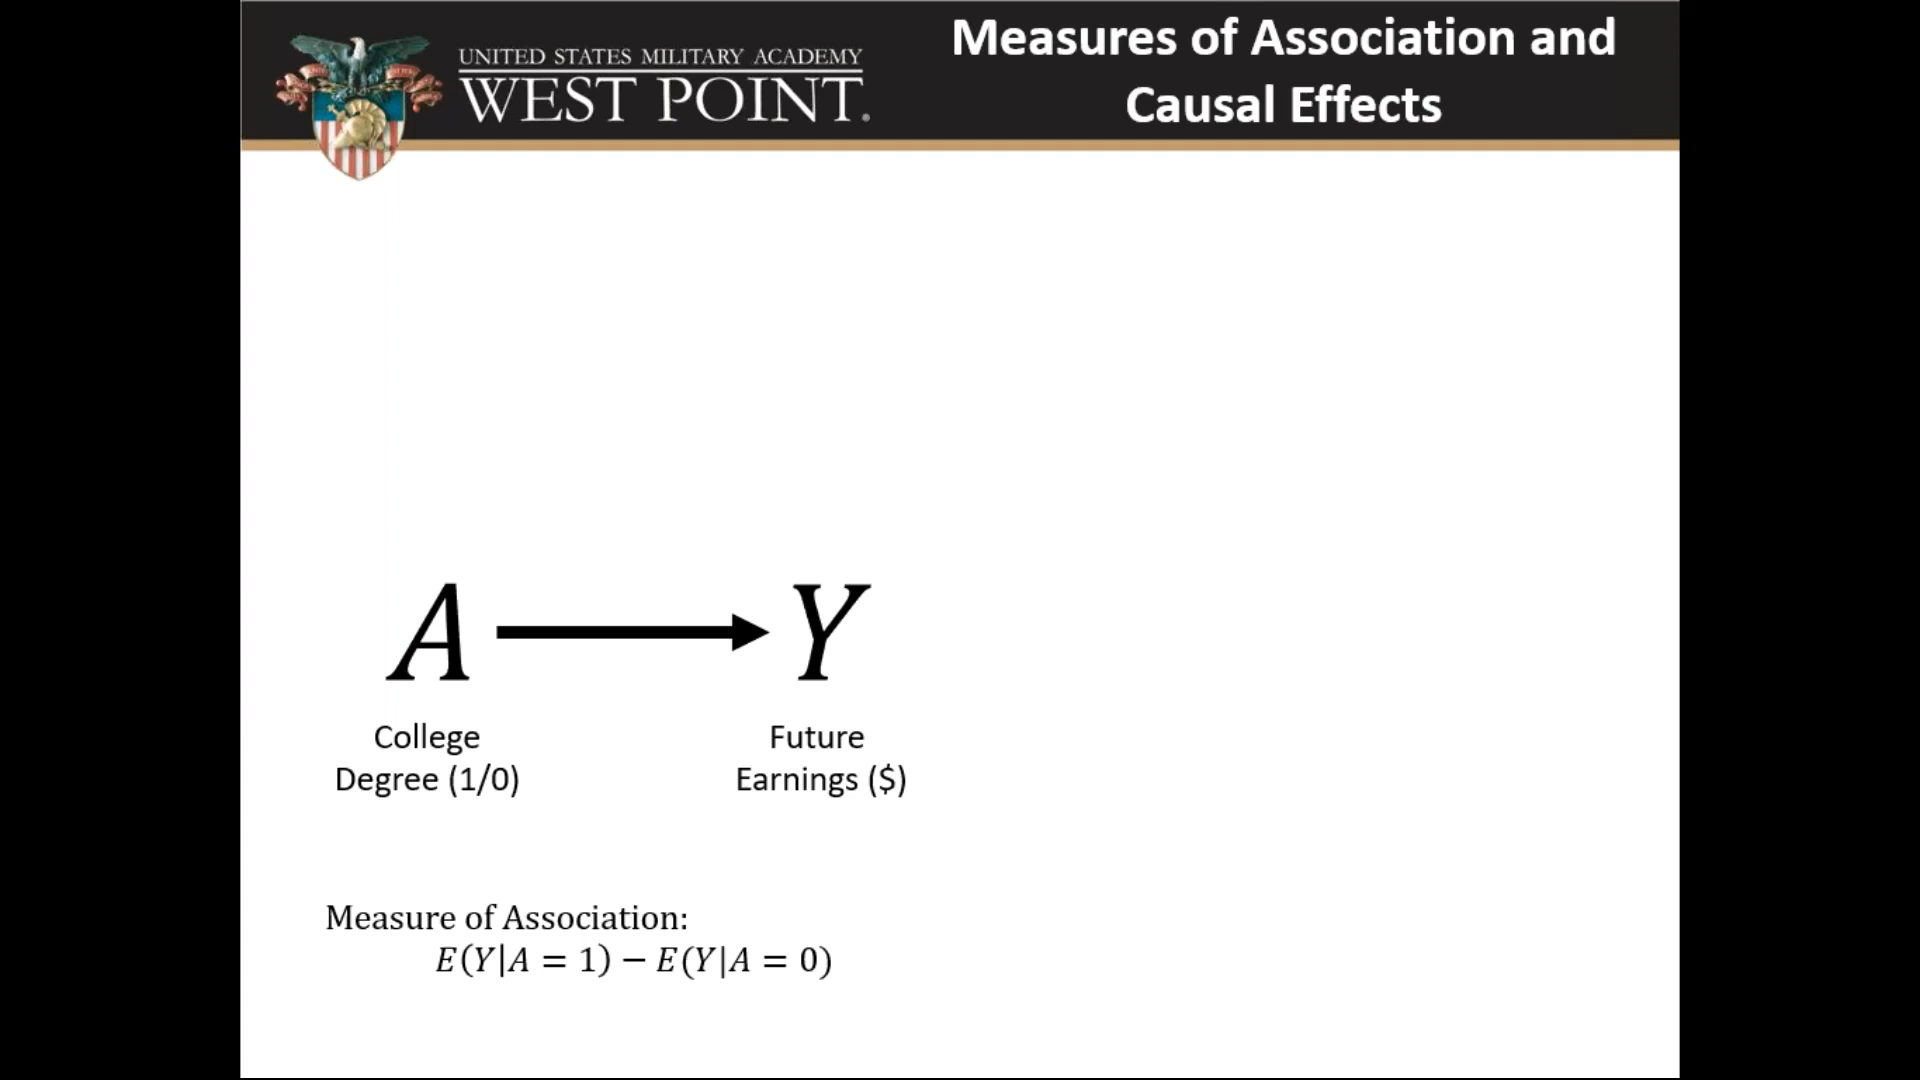 UNITED STATES MILITARY ACADEMY
WEST POINT.
Measures of Association and
Causal Effects
A
Y
College
Degree (1/0)
Future
Earnings ($)
Measure of Association:
E(Y|A = 1) − E(Y|A = 0)